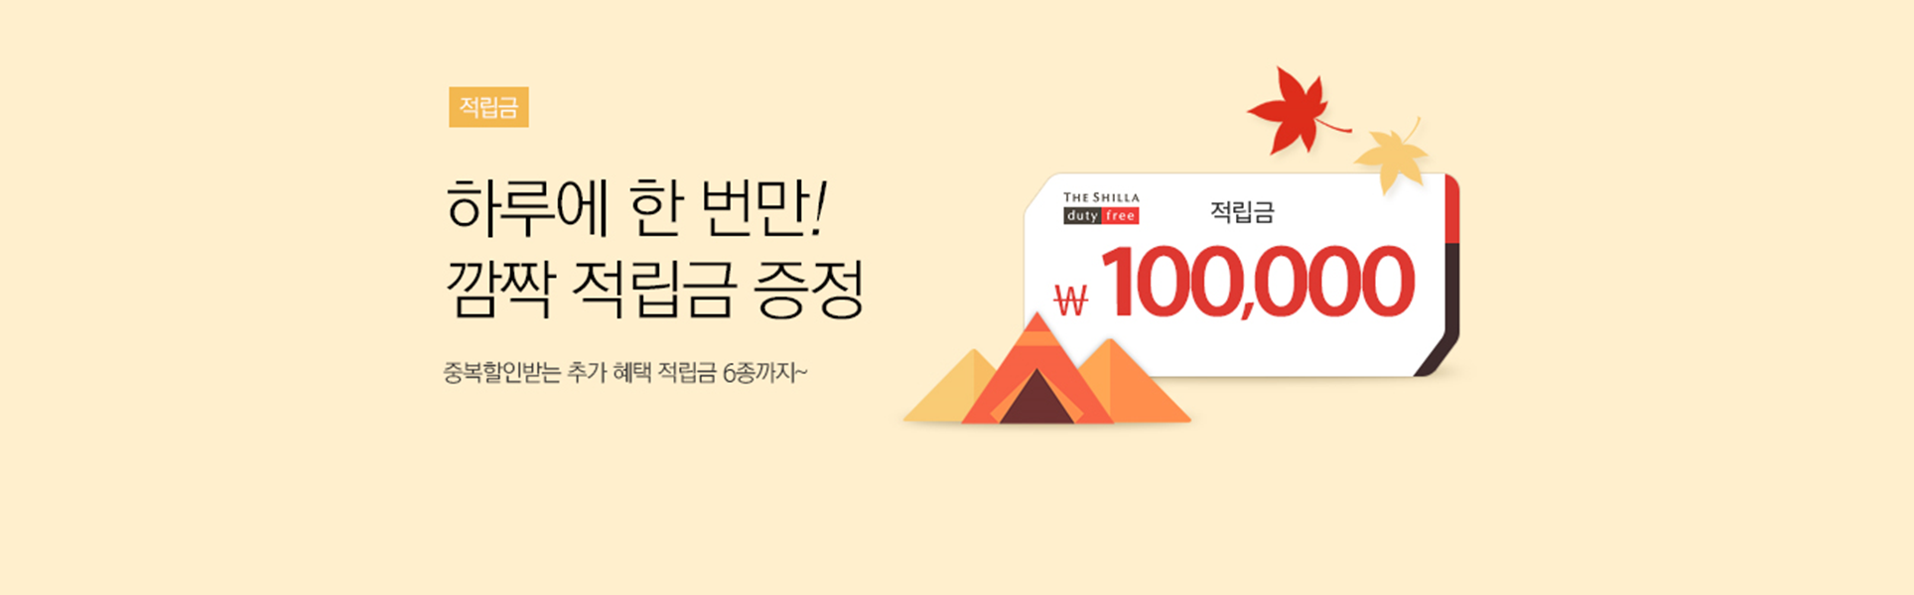 적립금
하루에 한 번만!
깜짝 적립금 증정
중복할인받는 추가 혜택 적립금 6종까지~
THE SHILLA
duty free
적립금
₩ 100,000